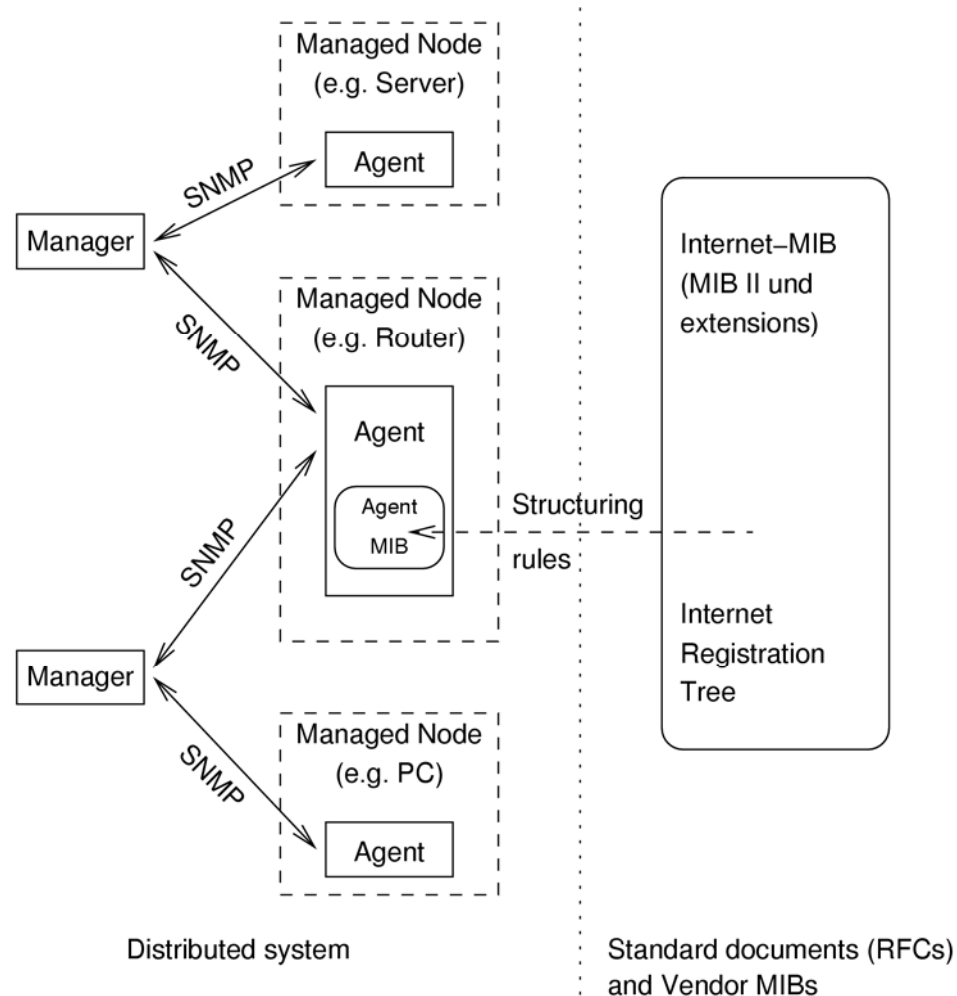 Managed Node
(e.g. Server)
Agent
SNMP
Manager
SNMP
Managed Node
(e.g. Router)
Agent
Agent
MIB
Structuring
rules
Internet–MIB
(MIB II und
extensions)
Internet
Registration
Tree
SNMP
Manager
SNMP
Managed Node
(e.g. PC)
Agent
Distributed system
Standard documents (RFCs)
and Vendor MIBs